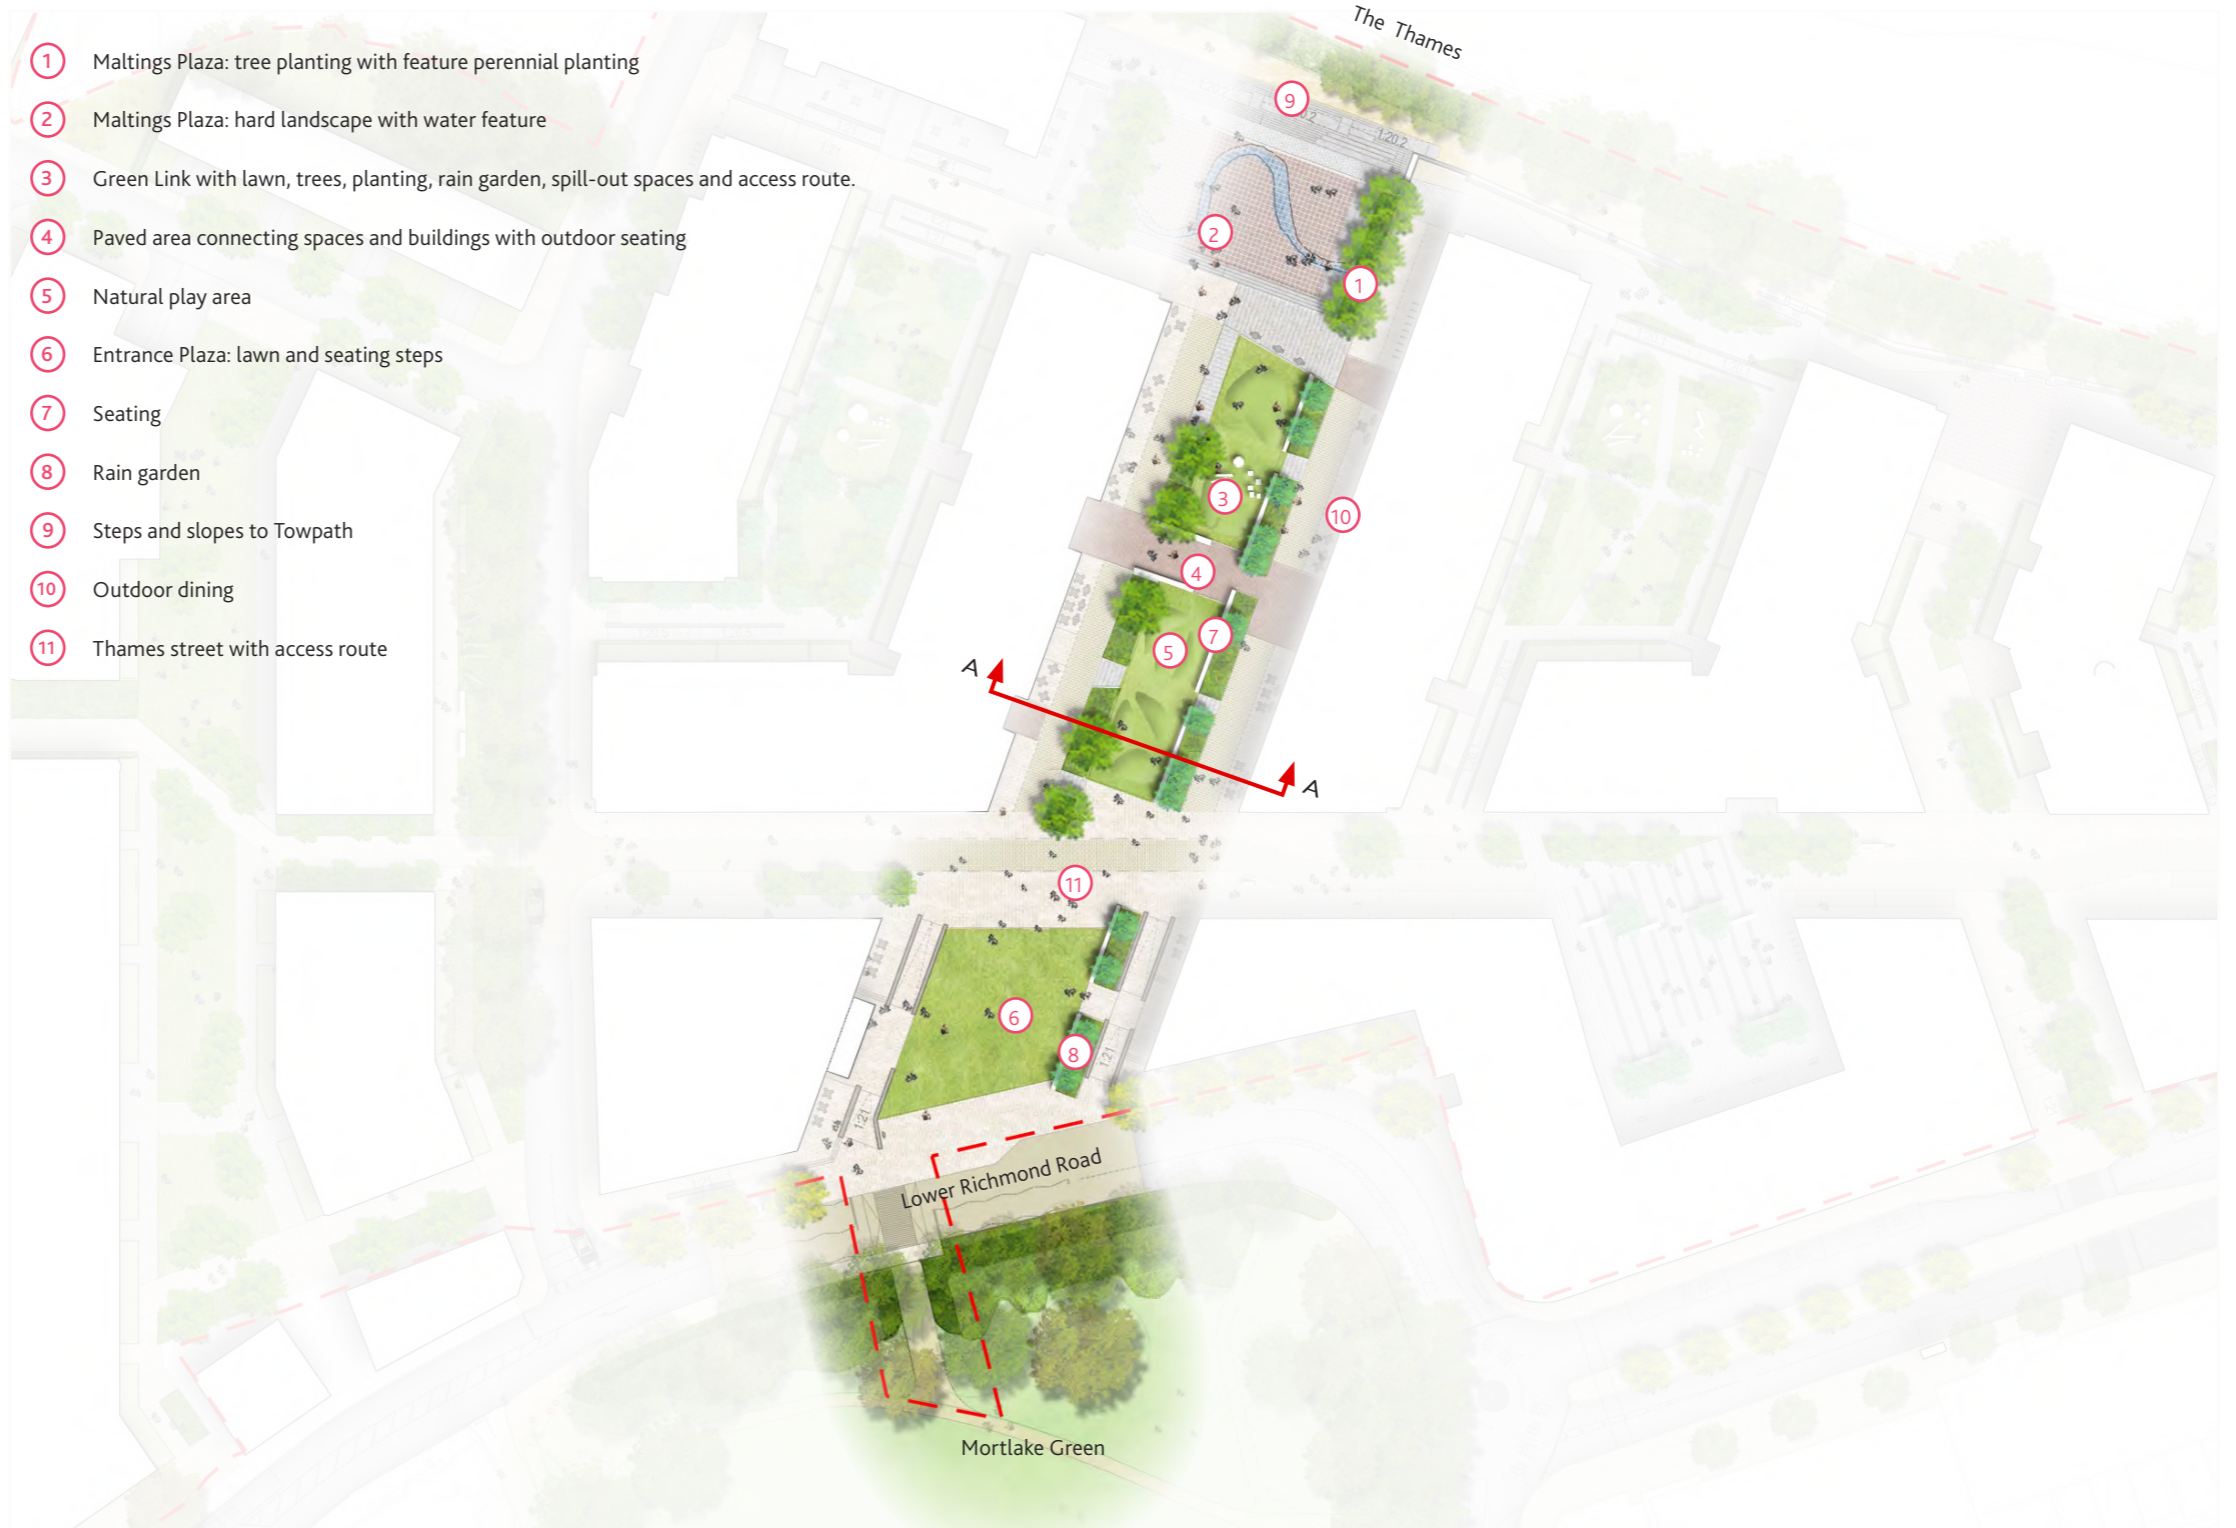 1 Maltings Plaza: tree planting with feature perennial planting
2 Maltings Plaza: hard landscape with water feature
3 Green Link with lawn, trees, planting, rain garden, spill-out spaces and access route.
4 Paved area connecting spaces and buildings with outdoor seating
5 Natural play area
6 Entrance Plaza: lawn and seating steps
7 Seating
8 Rain garden
9 Steps and slopes to Towpath
10 Outdoor dining
11 Thames street with access route
The Thames
9
1:20.2
2
1
3
10
4
7
5
A
A
11
6
8
1:21
1:21
Lower Richmond Road
Mortlake Green